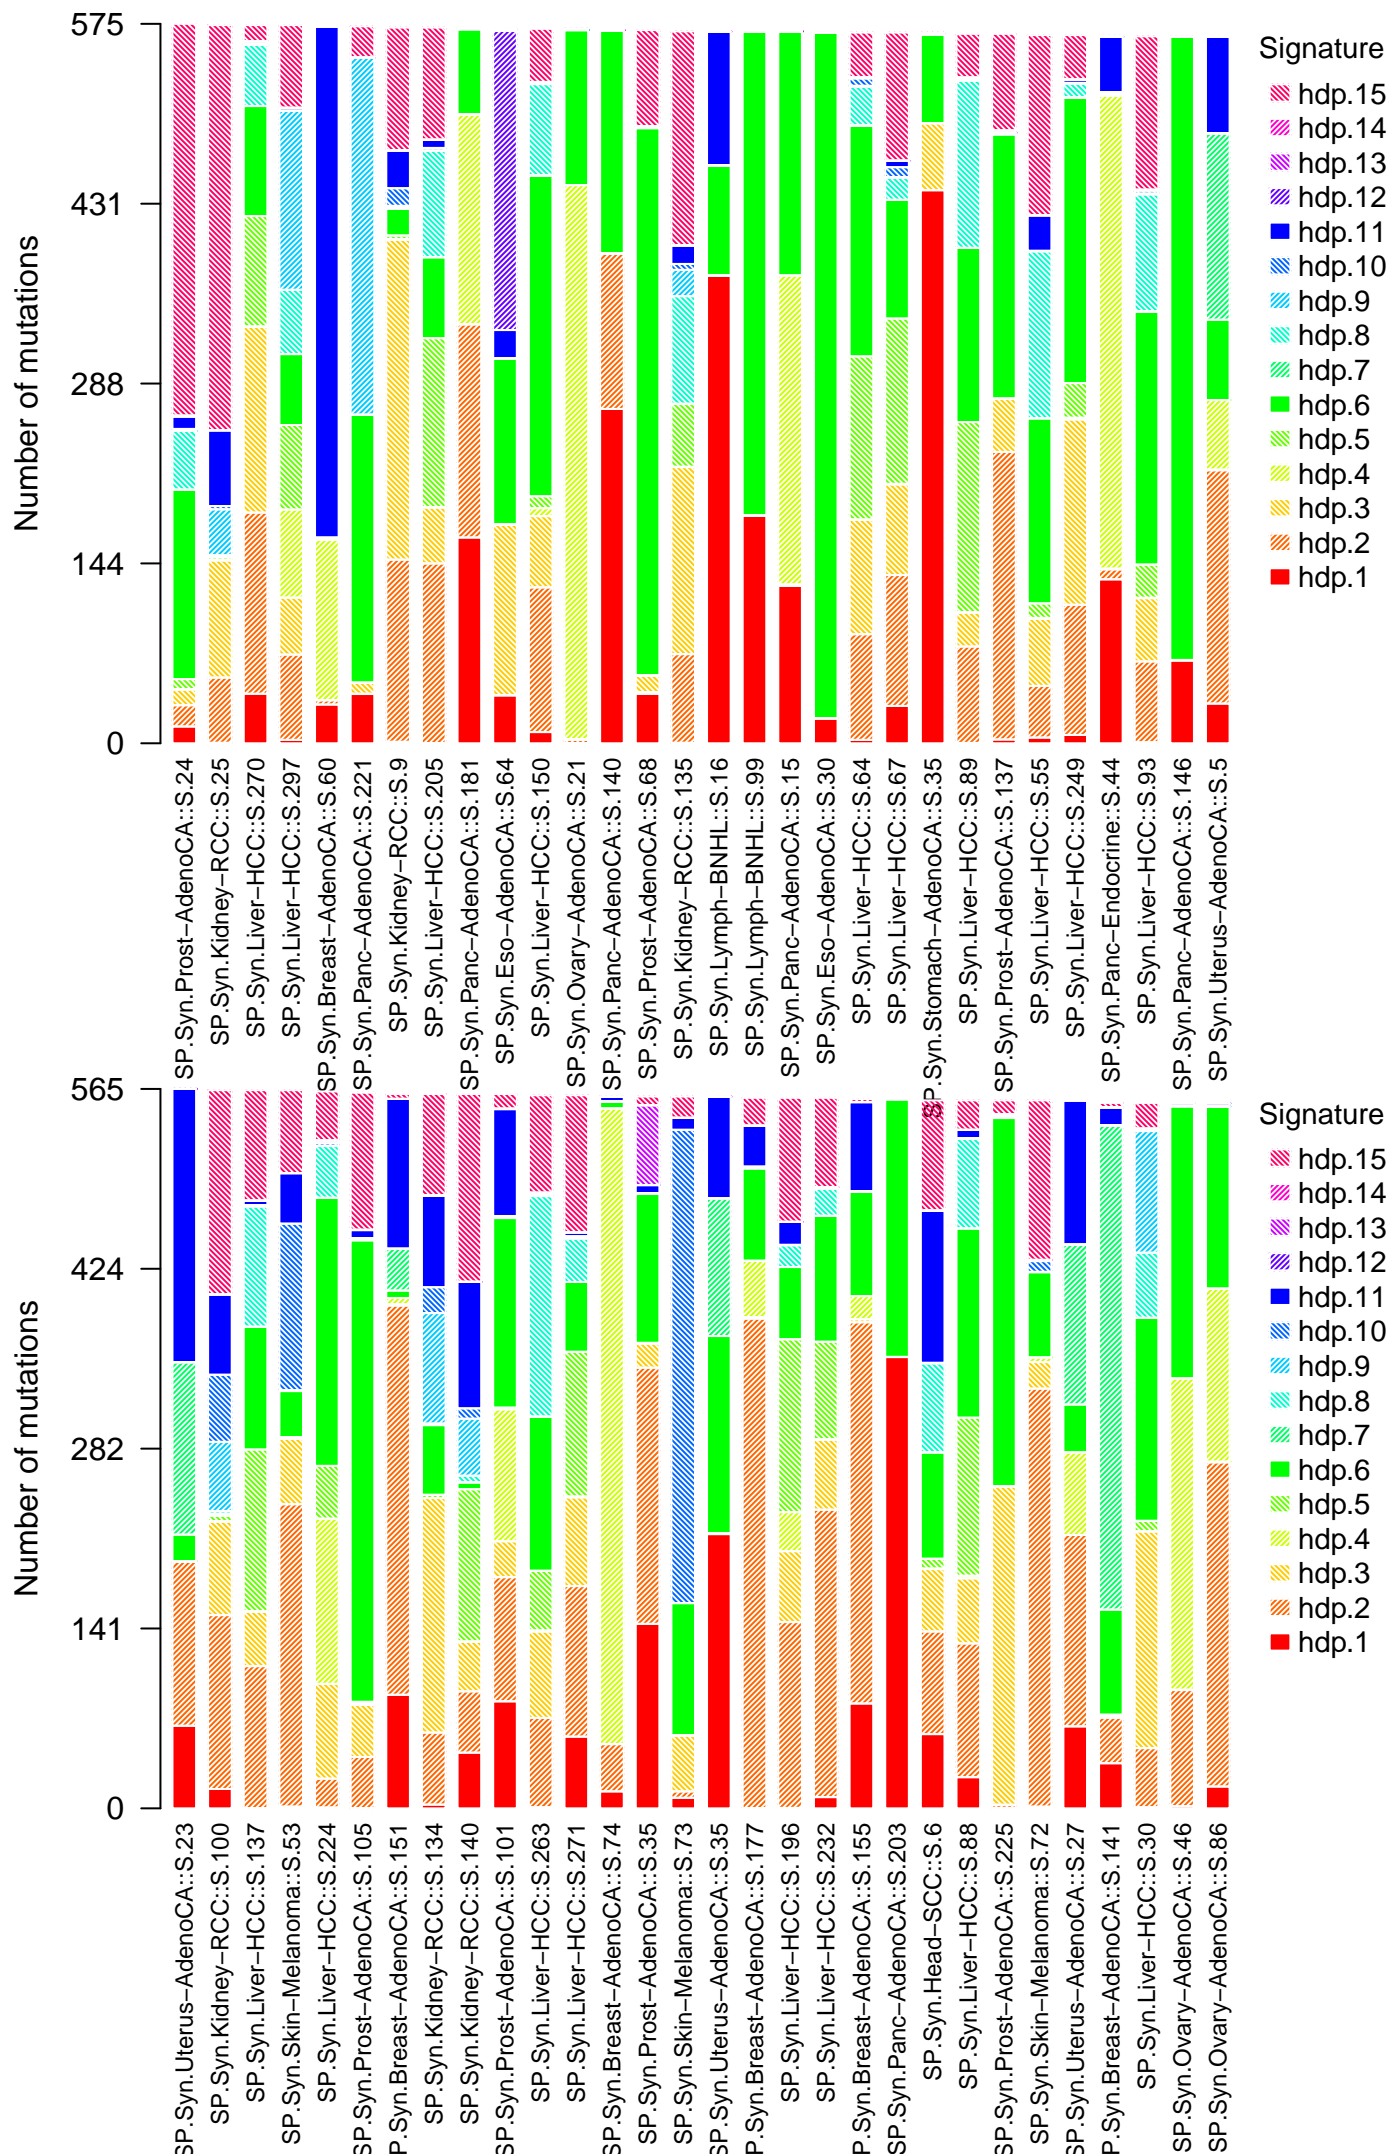 Number of mutations
575
431
288
144
0
SP.Syn.Prost−AdenoCA::S.24
SP.Syn.Kidney−RCC::S.25
SP.Syn.Liver−HCC::S.270
SP.Syn.Liver−HCC::S.297
SP.Syn.Breast−AdenoCA::S.60
SP.Syn.Panc−AdenoCA::S.221
SP.Syn.Kidney−RCC::S.9
SP.Syn.Liver−HCC::S.205
SP.Syn.Panc−AdenoCA::S.181
SP.Syn.Eso−AdenoCA::S.64
SP.Syn.Liver−HCC::S.150
SP.Syn.Ovary−AdenoCA::S.21
SP.Syn.Panc−AdenoCA::S.140
SP.Syn.Prost−AdenoCA::S.68
SP.Syn.Kidney−RCC::S.135
SP.Syn.Lymph−BNHL::S.16
SP.Syn.Lymph−BNHL::S.99
SP.Syn.Panc−AdenoCA::S.15
SP.Syn.Eso−AdenoCA::S.30
SP.Syn.Liver−HCC::S.64
SP.Syn.Liver−HCC::S.67
SP.Syn.Stomach−AdenoCA::S.35
SP.Syn.Liver−HCC::S.89
SP.Syn.Prost−AdenoCA::S.137
SP.Syn.Liver−HCC::S.55
SP.Syn.Liver−HCC::S.249
SP.Syn.Panc−Endocrine::S.44
SP.Syn.Liver−HCC::S.93
SP.Syn.Panc−AdenoCA::S.146
SP.Syn.Uterus−AdenoCA::S.5
Signature
hdp.15
hdp.14
hdp.13
hdp.12
hdp.11
hdp.10
hdp.9
hdp.8
hdp.7
hdp.6
hdp.5
hdp.4
hdp.3
hdp.2
hdp.1
Number of mutations
565
424
282
141
0
SP.Syn.Uterus−AdenoCA::S.23
SP.Syn.Kidney−RCC::S.100
SP.Syn.Liver−HCC::S.137
SP.Syn.Skin−Melanoma::S.53
SP.Syn.Liver−HCC::S.224
SP.Syn.Prost−AdenoCA::S.105
SP.Syn.Breast−AdenoCA::S.151
SP.Syn.Kidney−RCC::S.134
SP.Syn.Kidney−RCC::S.140
SP.Syn.Prost−AdenoCA::S.101
SP.Syn.Liver−HCC::S.263
SP.Syn.Liver−HCC::S.271
SP.Syn.Breast−AdenoCA::S.74
SP.Syn.Prost−AdenoCA::S.35
SP.Syn.Skin−Melanoma::S.73
SP.Syn.Uterus−AdenoCA::S.35
P.Syn.Breast−AdenoCA::S.177
SP.Syn.Liver−HCC::S.196
SP.Syn.Liver−HCC::S.232
P.Syn.Breast−AdenoCA::S.155
SP.Syn.Panc−AdenoCA::S.203
SP.Syn.Head−SCC::S.6
SP.Syn.Liver−HCC::S.88
SP.Syn.Prost−AdenoCA::S.225
SP.Syn.Skin−Melanoma::S.72
SP.Syn.Uterus−AdenoCA::S.27
P.Syn.Breast−AdenoCA::S.141
SP.Syn.Liver−HCC::S.30
SP.Syn.Ovary−AdenoCA::S.46
SP.Syn.Ovary−AdenoCA::S.86
Signature
hdp.15
hdp.14
hdp.13
hdp.12
hdp.11
hdp.10
hdp.9
hdp.8
hdp.7
hdp.6
hdp.5
hdp.4
hdp.3
hdp.2
hdp.1